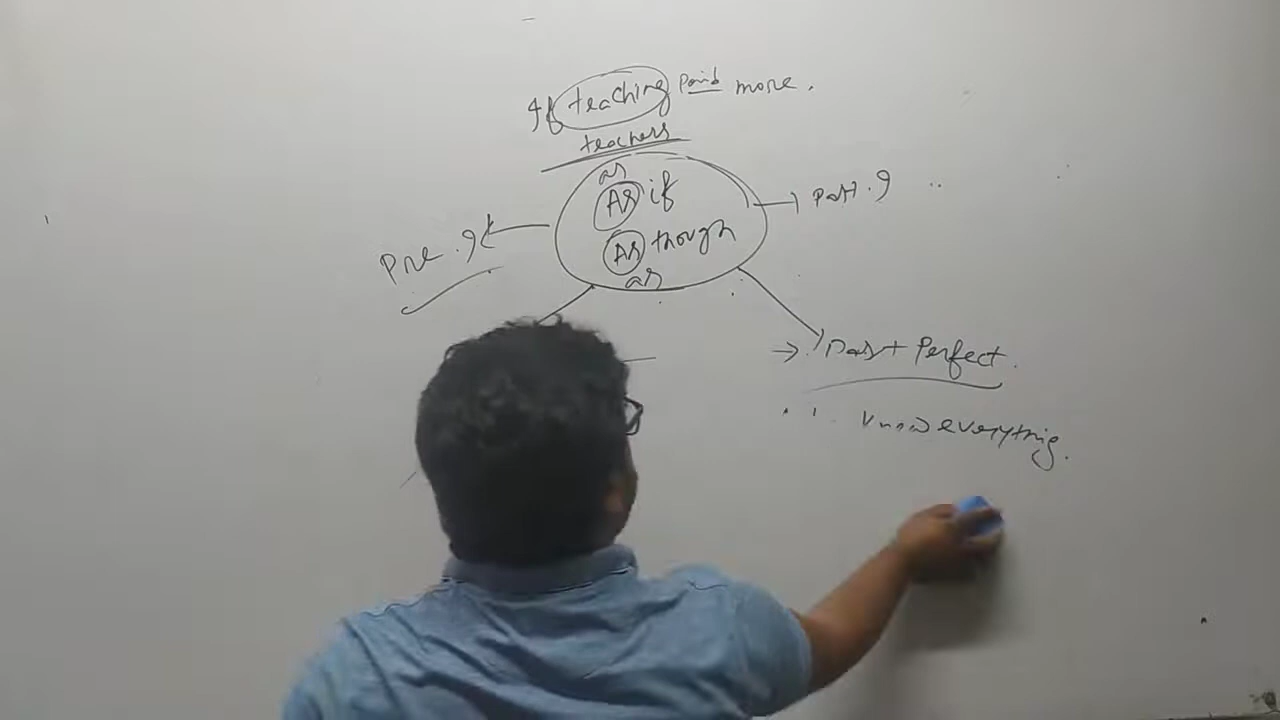 If teaching paid more.
teachers
as
As if
As though
as
Pre. I
Past. I
→ Past Perfect.
know everything.